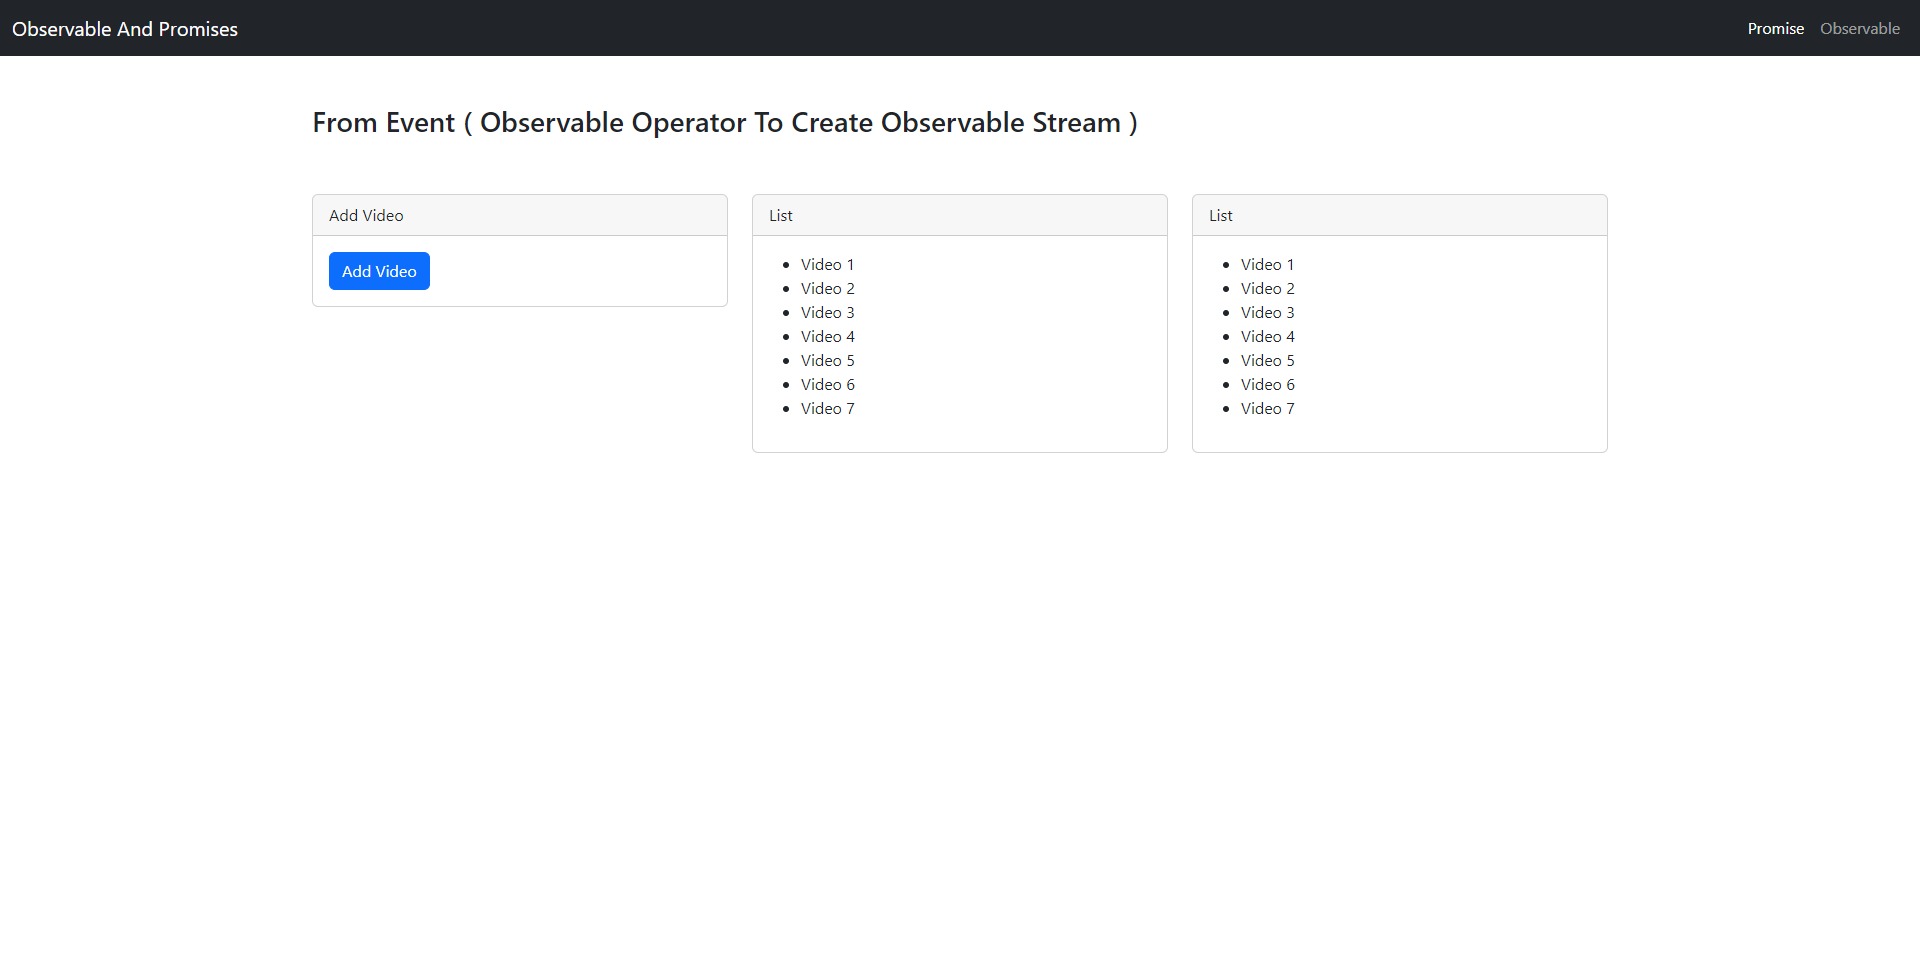 Observable And Promises
Promise Observable
From Event ( Observable Operator To Create Observable Stream )
Add Video
Add Video
List
Video 1
Video 2
Video 3
Video 4
Video 5
Video 6
Video 7
List
Video 1
Video 2
Video 3
Video 4
Video 5
Video 6
Video 7